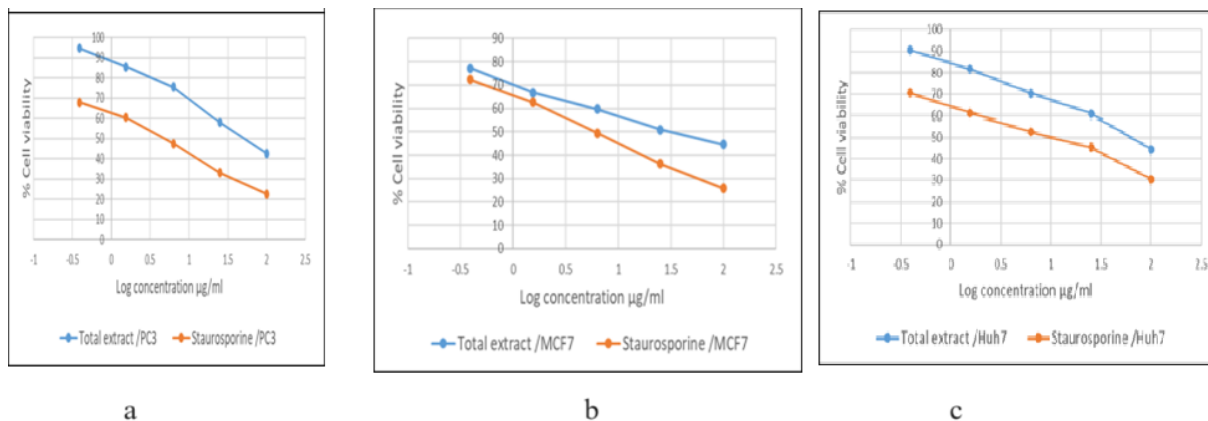 % Cell viability
100
90
80
70
60
50
40
30
20
10
0
-1 -0.5 0 0.5 1 1.5 2 2.5
Log concentration µg/ml
Total extract /PC3 Staurosporine /PC3
a
% Cell viability
90
80
70
60
50
40
30
20
10
0
-1 -0.5 0 0.5 1 1.5 2 2.5
Log concentration µg/ml
Total extract /MCF7 Staurosporine /MCF7
b
% Cell viability
100
90
80
70
60
50
40
30
20
10
0
-1 -0.5 0 0.5 1 1.5 2 2.5
Log concentration µg/ml
Total extract /Huh7 Staurosporine /Huh7
c